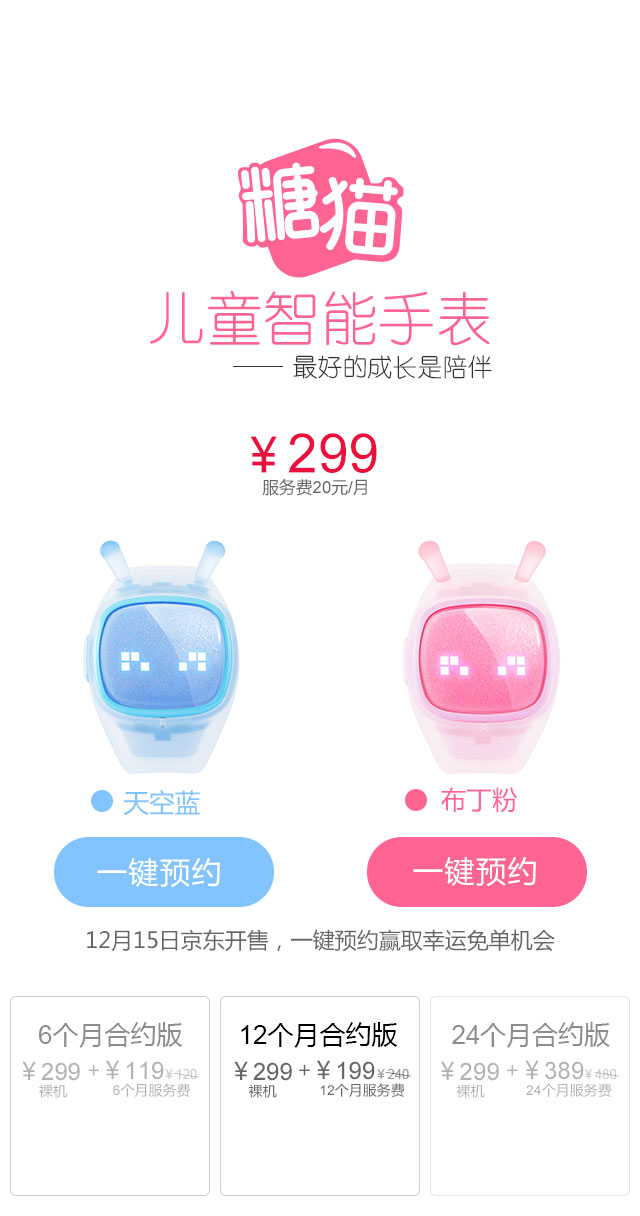 糖猫
儿童智能手表
—— 最好的成长是陪伴
¥299
服务费20元/月
天空蓝
布丁粉
一键预约
一键预约
12月15日京东开售，一键预约赢取幸运免单机会
6个月合约版
¥299 + ¥119 ¥120
裸机 6个月服务费
12个月合约版
¥299 + ¥199 ¥240
裸机 12个月服务费
24个月合约版
¥299 + ¥389 ¥480
裸机 24个月服务费